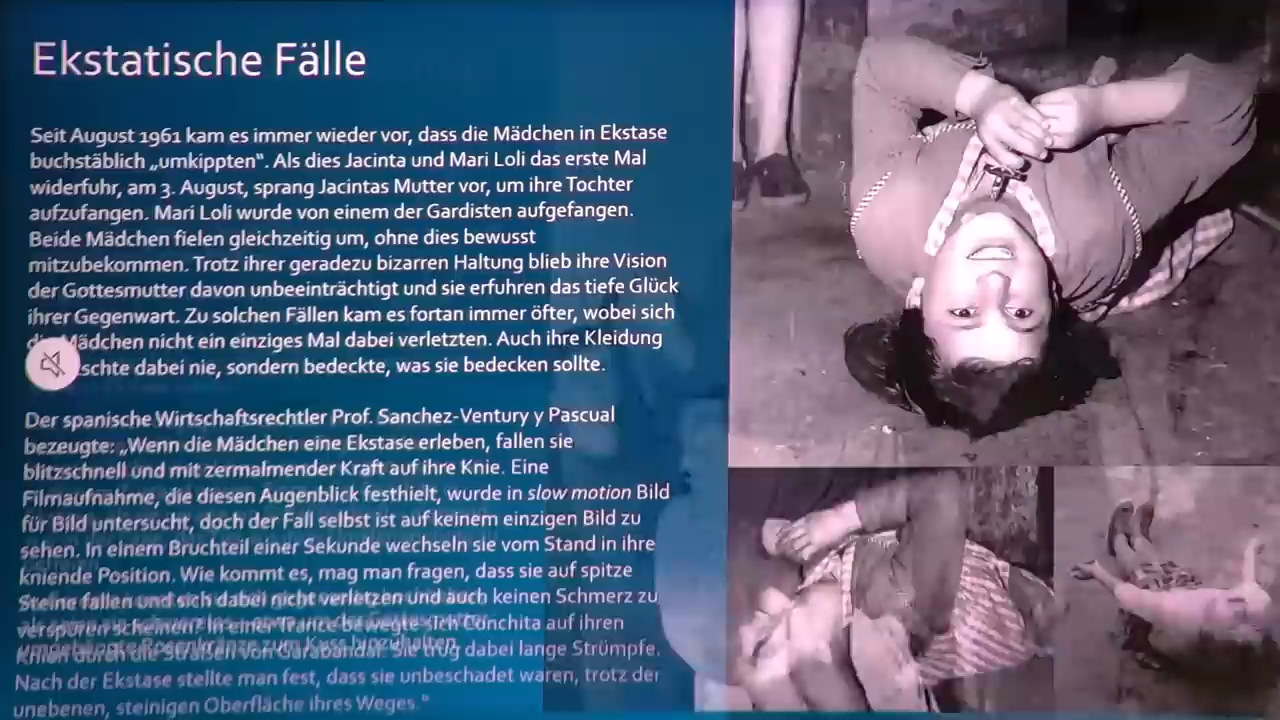 Ekstatische Fälle
Seit August 1961 kam es immer wieder vor, dass die Mädchen in Ekstase
buchstäblich „umkippten“. Als dies Jacinta und Mari Loli das erste Mal
widerfuhr, am 3. August, sprang Jacintas Mutter vor, um ihre Tochter
aufzufangen. Mari Loli wurde von einem der Gardisten aufgefangen.
Beide Mädchen fielen gleichzeitig um, ohne dies bewusst
mitzubekommen. Trotz ihrer geradezu bizarren Haltung blieb ihre Vision
der Gottesmutter davon unbeeinträchtigt und sie erfuhren das tiefe Glück
ihrer Gegenwart. Zu solchen Fällen kam es fortan immer öfter, wobei sich
Mädchen nicht ein einziges Mal dabei verletzten. Auch ihre Kleidung
schte dabei nie, sondern bedeckte, was sie bedecken sollte.
Der spanische Wirtschaftsrechtler Prof. Sanchez-Ventury y Pascual
bezeugte: „Wenn die Mädchen eine Ekstase erleben, fallen sie
blitzschnell und mit zermalmender Kraft auf ihre Knie. Eine
Filmaufnahme, die diesen Augenblick festhielt, wurde in slow motion Bild
für Bild untersucht, doch der Fall selbst ist auf keinem einzigen Bild zu
sehen. In einem Bruchteil einer Sekunde wechseln sie vom Stand in ihre
kniende Position. Wie kommt es, mag man fragen, dass sie auf spitze
Steine fallen und sich dabei nicht verletzen und auch keinen Schmerz zu
verspüren scheinen? In einer Trance bewegte sich Conchita auf ihren
Knien durch die Straßen von Garabandal. Sie trug dabei lange Strümpfe.
Nach der Ekstase stellte man fest, dass sie unbeschadet waren, trotz der
unebenen, steinigen Oberfläche ihres Weges.“